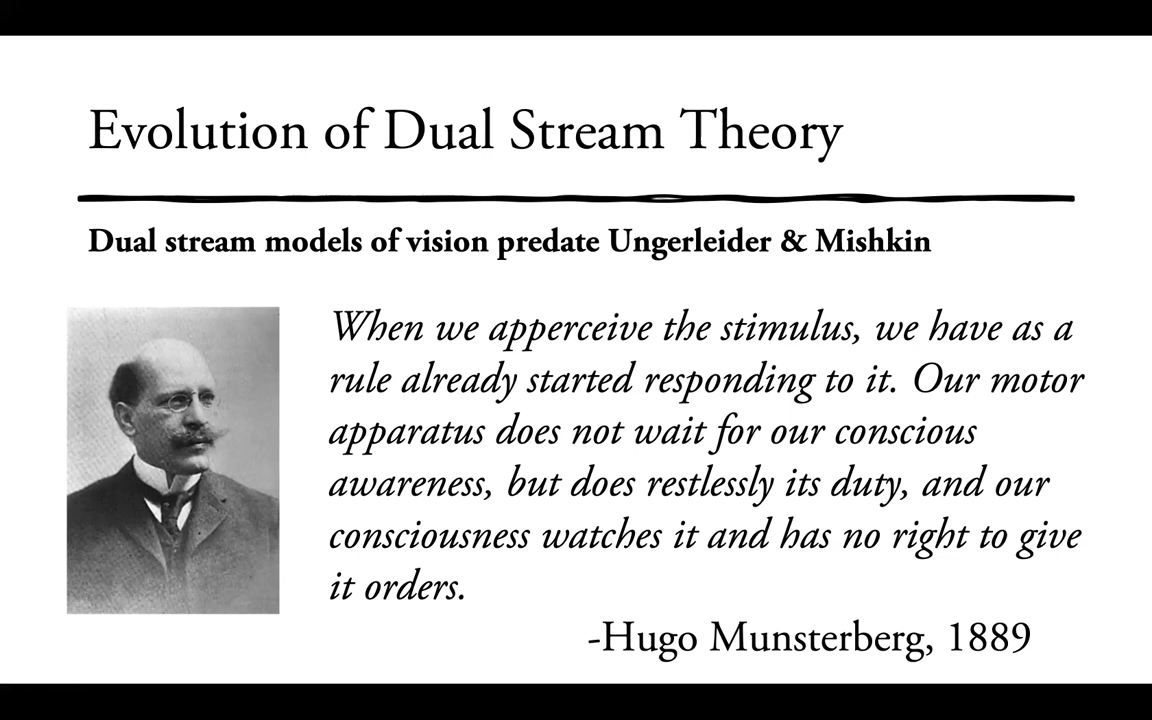 Evolution of Dual Stream Theory
Dual stream models of vision predate Ungerleider & Mishkin
When we apperceive the stimulus, we have as a
rule already started responding to it. Our motor
apparatus does not wait for our conscious
awareness, but does restlessly its duty, and our
consciousness watches it and has no right to give
it orders.
-Hugo Munsterberg, 1889